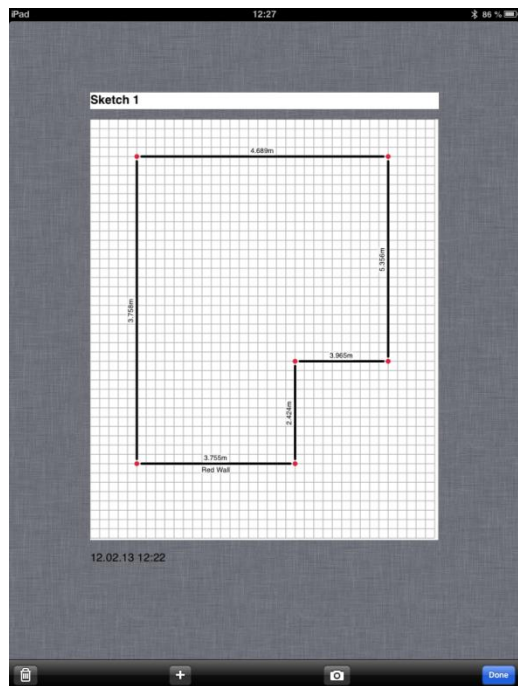 iPad 12:27 86 %
Sketch 1
4.689m
5.356m
3.758m
3.965m
2.424m
3.755m
Red Wall
12.02.13 12:22
Done